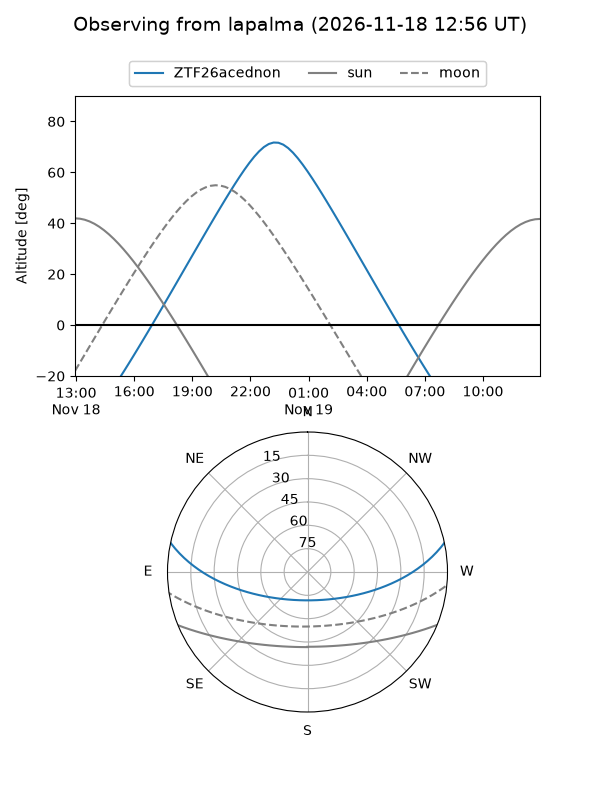 Observing from lapalma (2026-11-18 12:56 UT)
ZTF26acednon sun moon
Altitude [deg]
80
60
40
20
0
−20
13:00 16:00 19:00 22:00 01:00 04:00 07:00 10:00
Nov 18 Nov 19
N
NE NW
15
30
45
60
75
E W
SE SW
S